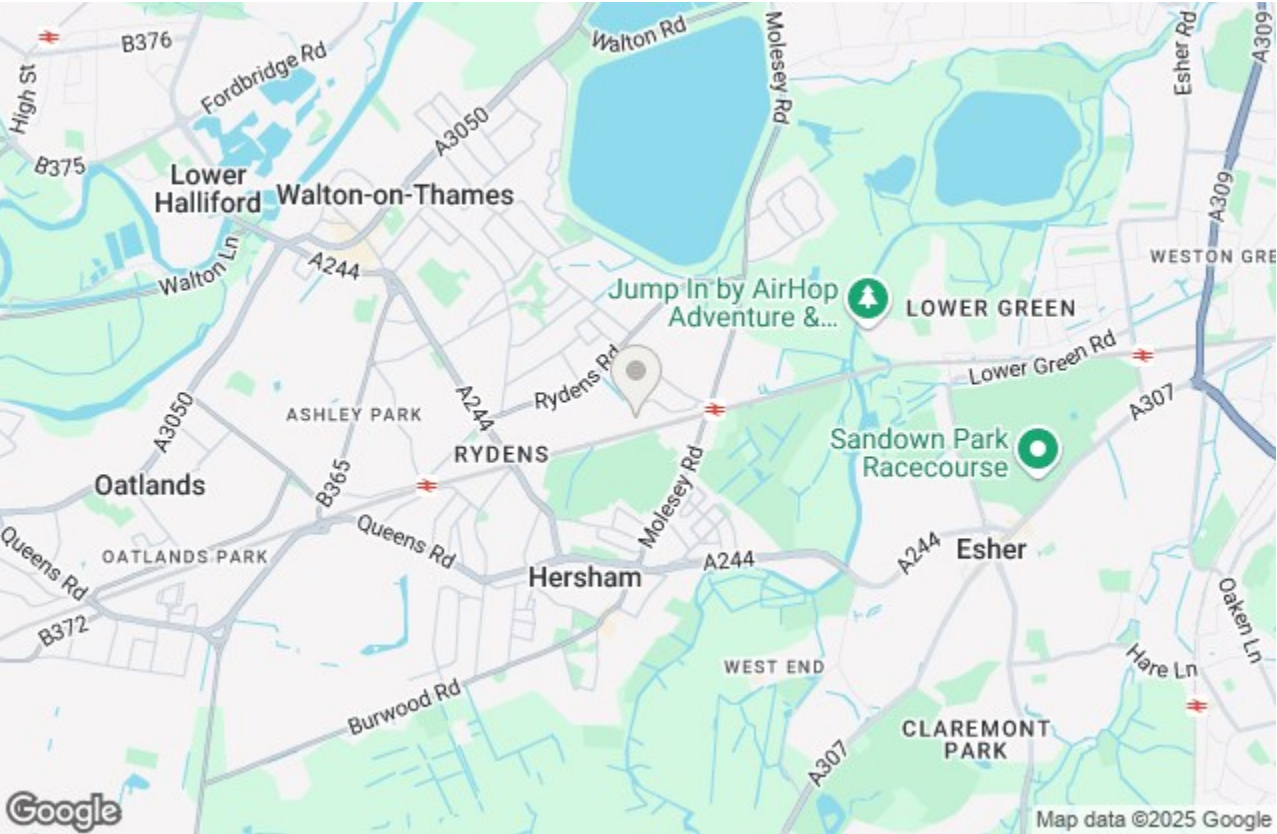 B376
Fordbridge Rd
High St
B375
Lower
Halliford
Walton-on-Thames
A3050
Walton Rd
Molesey Rd
Esher Rd
A309
A309
Walton Ln
A244
WESTON GRE
Jump In by AirHop
Adventure &...
LOWER GREEN
Lower Green Rd
Rydens Rd
A307
A3050
ASHLEY PARK
A244
RYDENS
Sandown Park
Racecourse
Oatlands
B365
Molesey Rd
Queens Rd
Queens Rd
OATLANDS PARK
A244
A244
Esher
Hersham
B372
Oaken Ln
WEST END
Hare Ln
Burwood Rd
CLAREMONT
PARK
A307
Google
Map data ©2025 Google